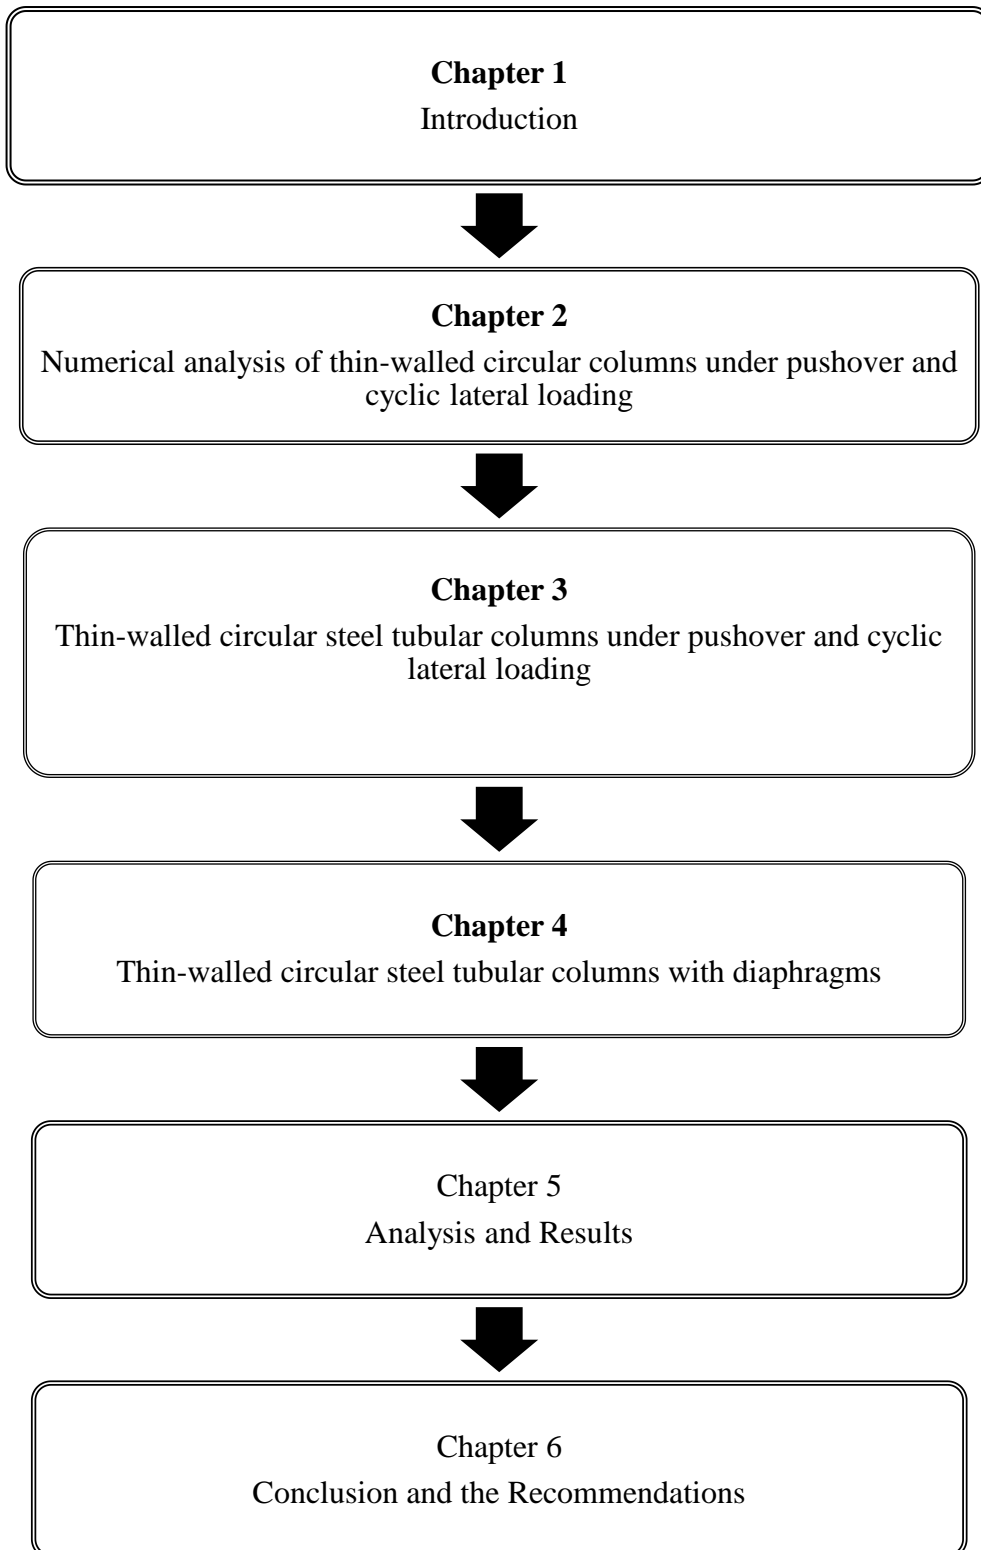 Chapter 1
Introduction
Chapter 2
Numerical analysis of thin-walled circular columns under pushover and
cyclic lateral loading
Chapter 3
Thin-walled circular steel tubular columns under pushover and cyclic
lateral loading
Chapter 4
Thin-walled circular steel tubular columns with diaphragms
Chapter 5
Analysis and Results
Chapter 6
Conclusion and the Recommendations